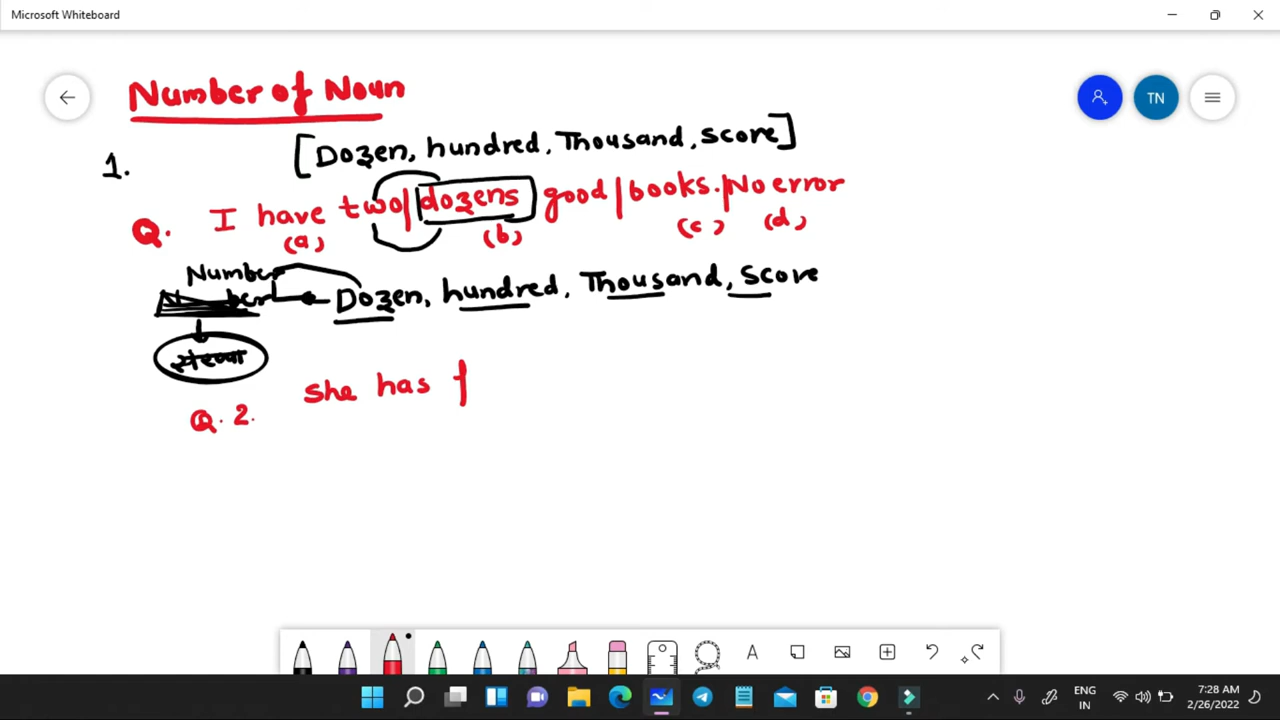 Microsoft Whiteboard
Number of Noun
TN
[Dozen, hundred, Thousand, score]
1.
Q. I have two| dozens good| books.|No error
(a) (b) (c) (d)
Number
Dozen, hundred, Thousand, Score
संख्या
Q. 2. She has f
A
ENG 7:28 AM
IN 2/26/2022